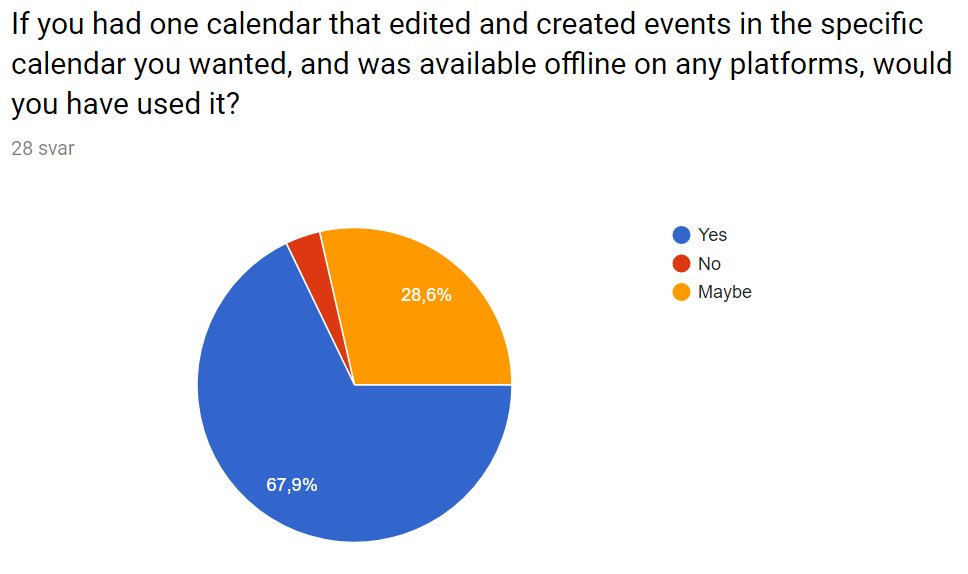 If you had one calendar that edited and created events in the specific
calendar you wanted, and was available offline on any platforms, would
you have used it?
28 svar
Yes
No
Maybe
28,6%
67,9%